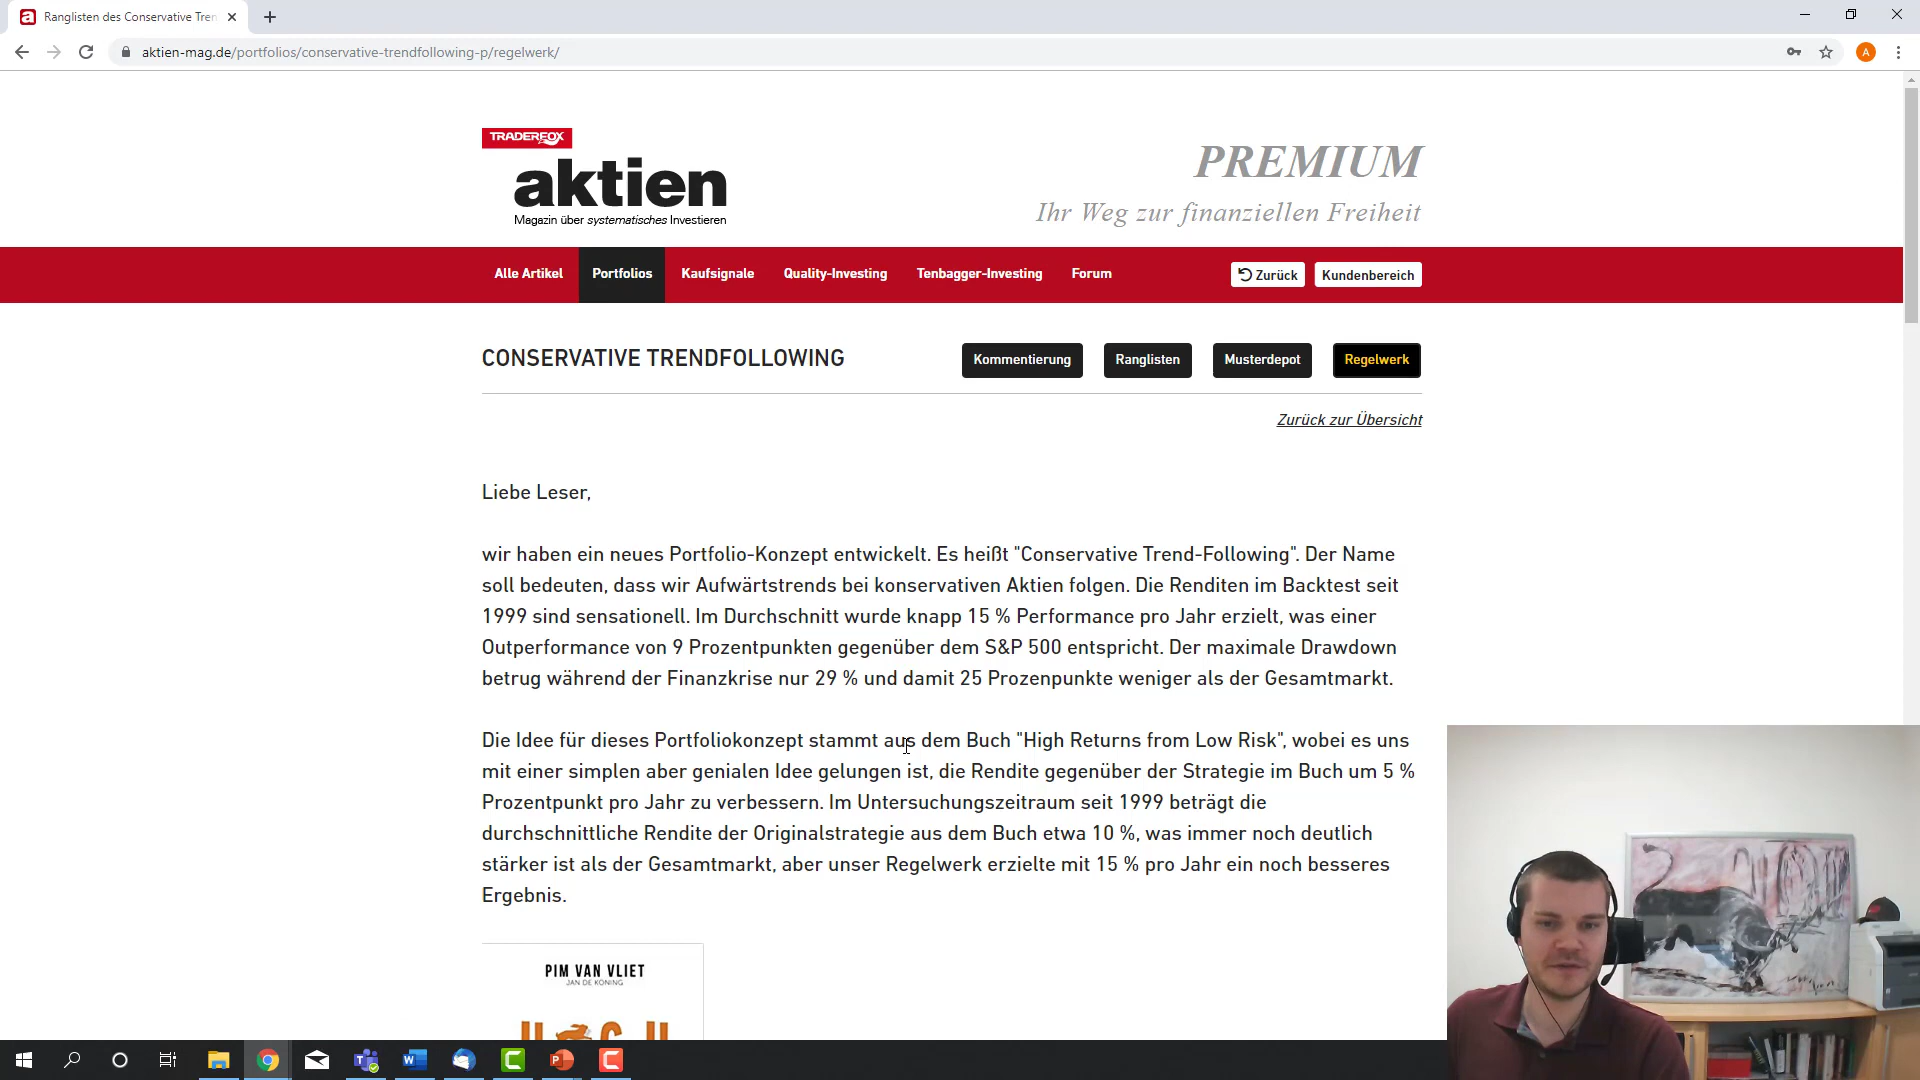 Ranglisten des Conservative Tren
aktien-mag.de/portfolios/conservative-trendfollowing-p/regelwerk/
A
TRADERFOX
aktien
Magazin über systematisches Investieren
PREMIUM
Ihr Weg zur finanziellen Freiheit
Alle Artikel Portfolios Kaufsignale Quality-Investing Tenbagger-Investing Forum Zurück Kundenbereich
CONSERVATIVE TRENDFOLLOWING Kommentierung Ranglisten Musterdepot Regelwerk
Zurück zur Übersicht
Liebe Leser,
wir haben ein neues Portfolio-Konzept entwickelt. Es heißt "Conservative Trend-Following". Der Name
soll bedeuten, dass wir Aufwärtstrends bei konservativen Aktien folgen. Die Renditen im Backtest seit
1999 sind sensationell. Im Durchschnitt wurde knapp 15 % Performance pro Jahr erzielt, was einer
Outperformance von 9 Prozentpunkten gegenüber dem S&P 500 entspricht. Der maximale Drawdown
betrug während der Finanzkrise nur 29 % und damit 25 Prozenpunkte weniger als der Gesamtmarkt.
Die Idee für dieses Portfoliokonzept stammt aus dem Buch "High Returns from Low Risk", wobei es uns
mit einer simplen aber genialen Idee gelungen ist, die Rendite gegenüber der Strategie im Buch um 5 %
Prozentpunkt pro Jahr zu verbessern. Im Untersuchungszeitraum seit 1999 beträgt die
durchschnittliche Rendite der Originalstrategie aus dem Buch etwa 10 %, was immer noch deutlich
stärker ist als der Gesamtmarkt, aber unser Regelwerk erzielte mit 15 % pro Jahr ein noch besseres
Ergebnis.
PIM VAN VLIET
JAN DE KONING